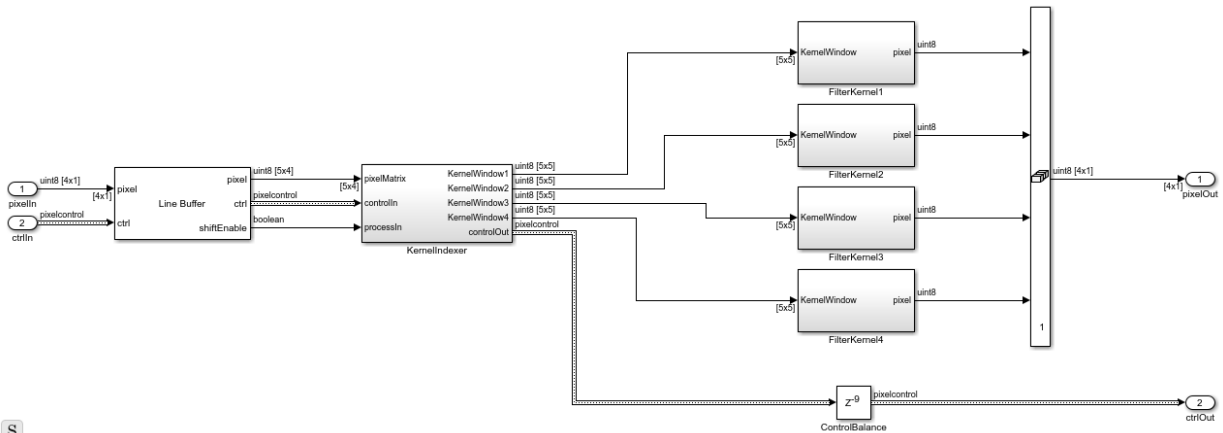 KernelWindow
pixel
uint8
[5x5]
FilterKernel1
KernelWindow
pixel
uint8
[5x5]
FilterKernel2
1
pixelIn
uint8 [4x1]
[4x1]
2
ctrlIn
pixelcontrol
pixel
ctrl
Line Buffer
pixel
ctrl
shiftEnable
uint8 [5x4]
[5x4]
pixelcontrol
boolean
pixelMatrix
controlIn
processIn
KernelWindow1
KernelWindow2
KernelWindow3
KernelWindow4
controlOut
KernelIndexer
uint8 [5x5]
uint8 [5x5]
uint8 [5x5]
uint8 [5x5]
pixelcontrol
KernelWindow
pixel
uint8
[5x5]
FilterKernel3
KernelWindow
pixel
uint8
[5x5]
FilterKernel4
1
uint8 [4x1]
[4x1]
1
pixelOut
z-9
ControlBalance
pixelcontrol
2
ctrlOut
S